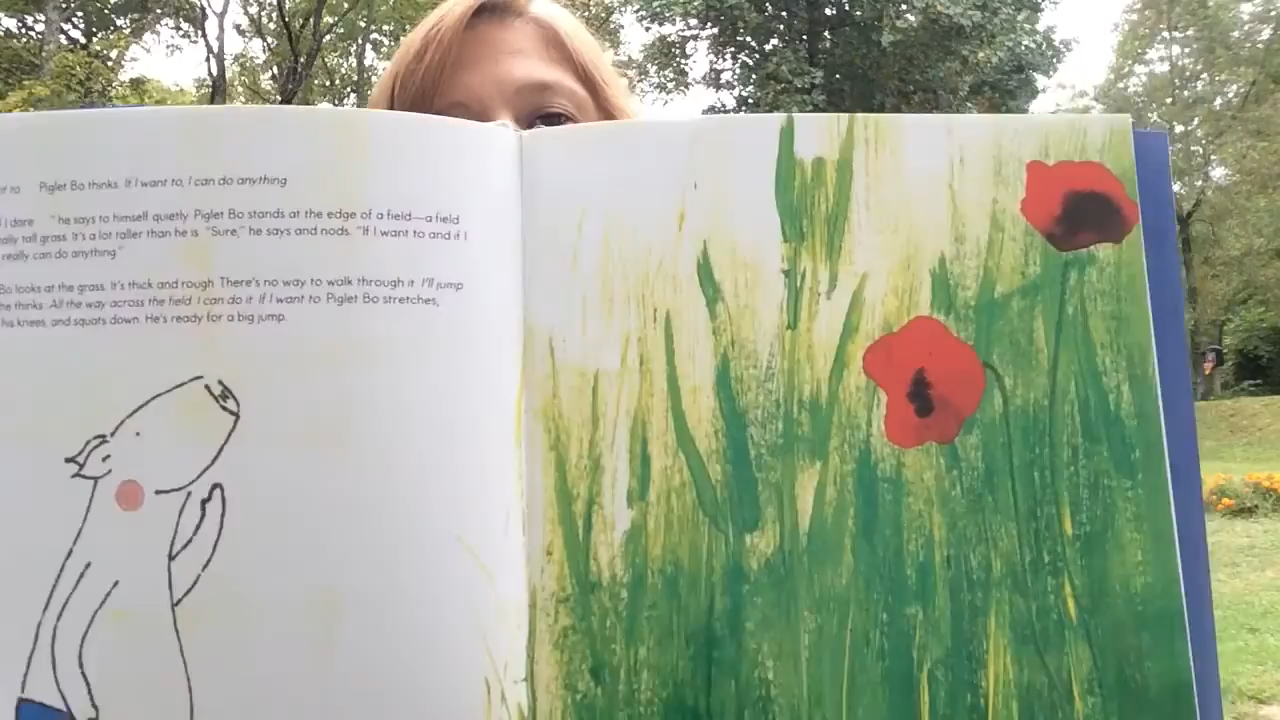 to Piglet Bo thinks. If I want to, I can do anything
I dare " he says to himself quietly. Piglet Bo stands at the edge of a field—a field
tall grass. It's a lot taller than he is. "Sure," he says and nods. "If I want to and if I
really can do anything"
Bo looks at the grass. It's thick and rough. There's no way to walk through it. I'll jump
he thinks. All the way across the field. I can do it. If I want to. Piglet Bo stretches,
his knees, and squats down. He's ready for a big jump.